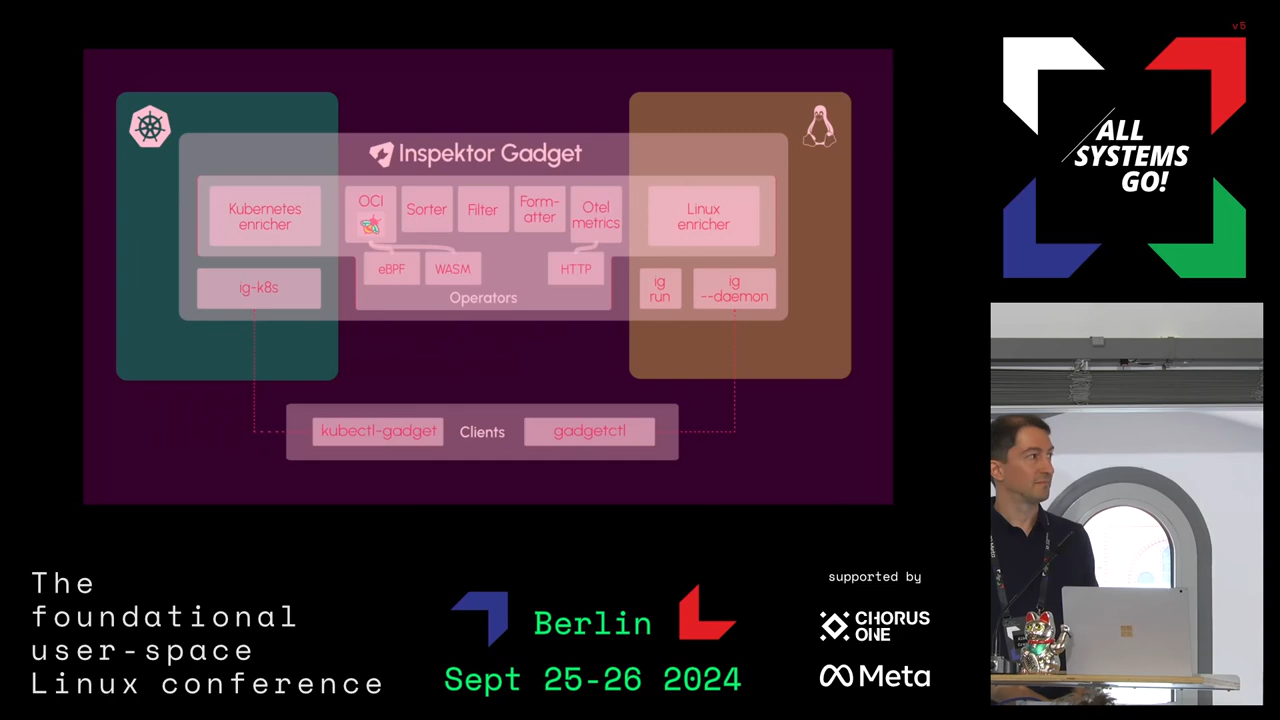 v5
ALL
SYSTEMS
GO!
Inspektor Gadget
Kubernetes
enricher
OCI
Sorter
Filter
Form-
atter
Otel
metrics
Linux
enricher
eBPF
WASM
HTTP
Operators
ig-k8s
ig
run
ig
--daemon
kubectl-gadget
Clients
gadgetctl
The
foundational
user-space
Linux conference
Berlin
Sept 25-26 2024
supported by
CHORUS
ONE
Meta